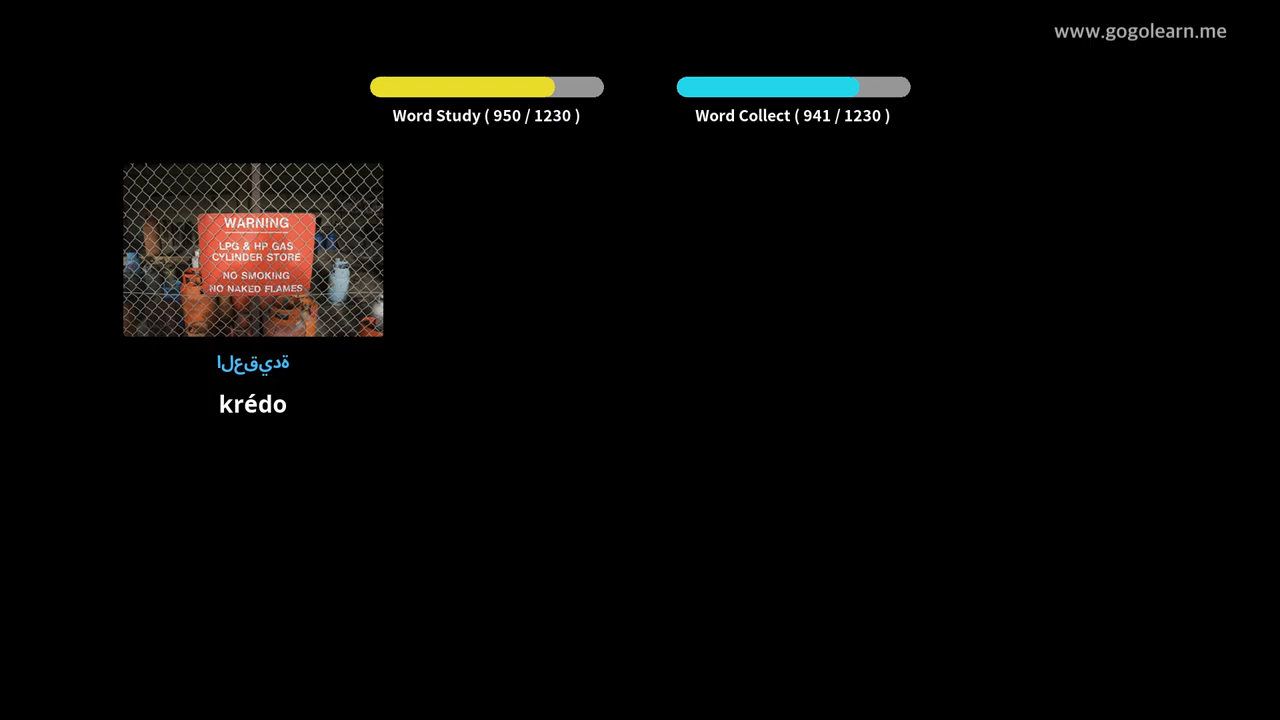 www.gogolearn.me
Word Study ( 950 / 1230 )
Word Collect ( 941 / 1230 )
WARNING
LPG & HP GAS
CYLINDER STORE
NO SMOKING
NO NAKED FLAMES
ةديقعلا
krédo